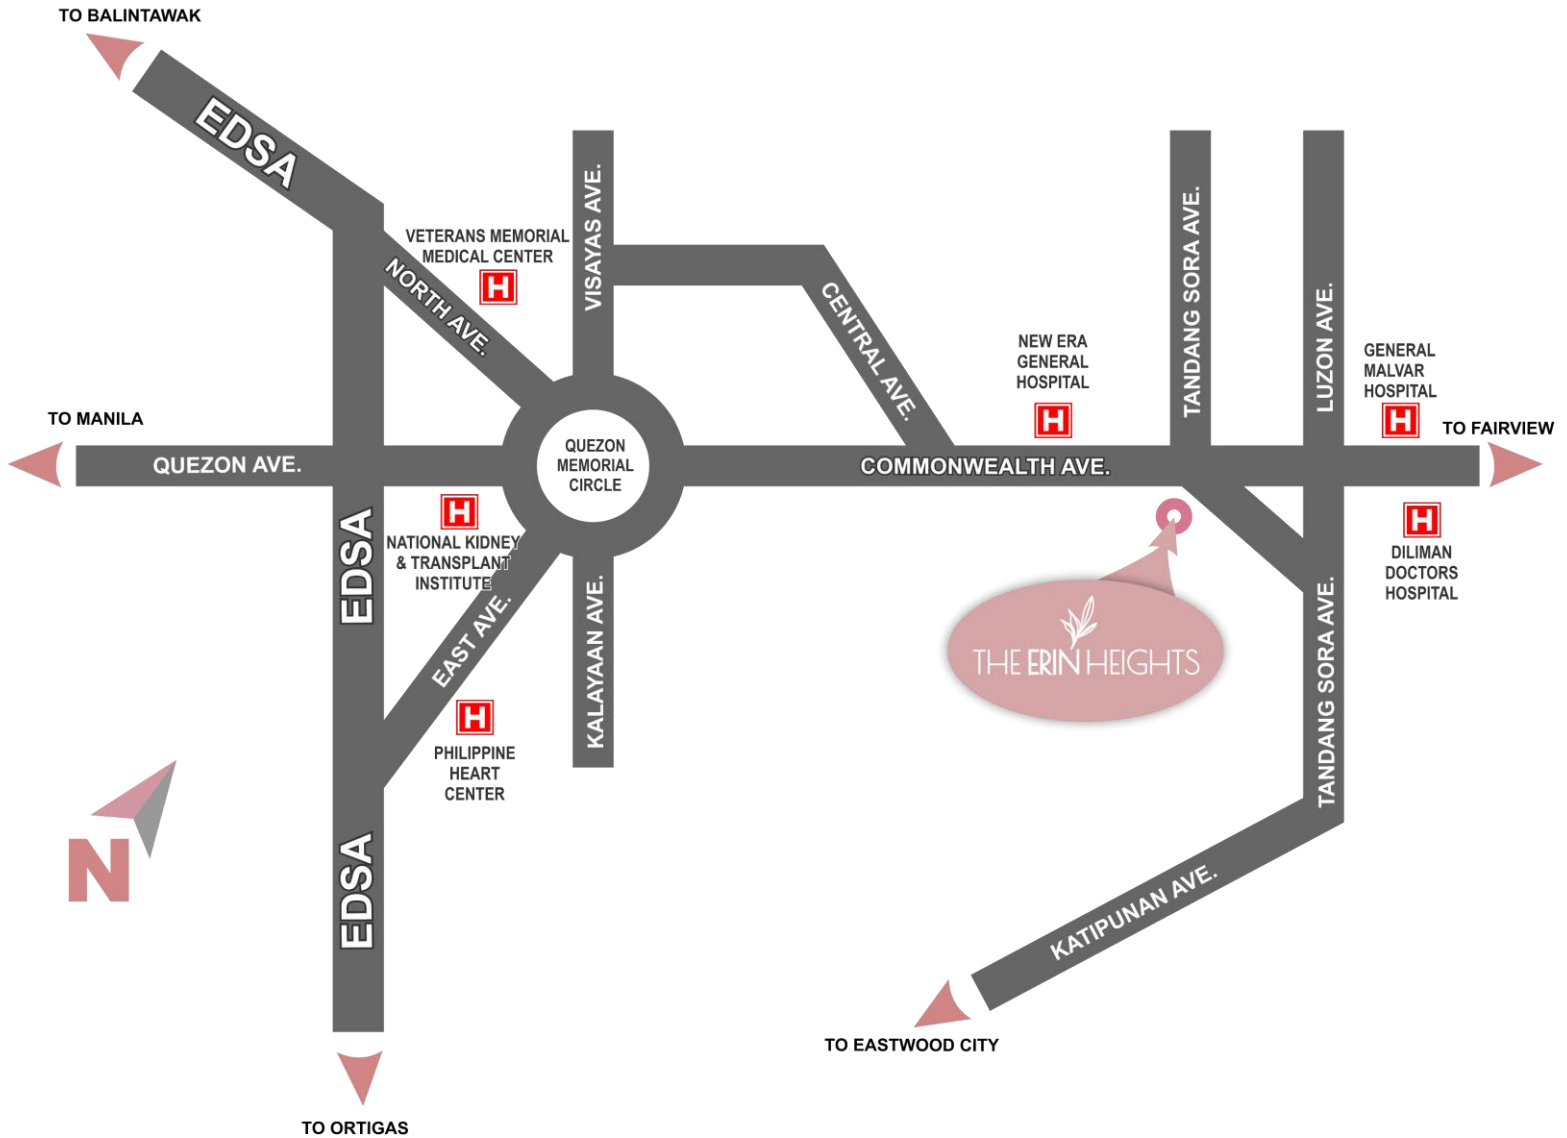 TO BALINTAWAK
EDSA
VETERANS MEMORIAL
MEDICAL CENTER
H
NORTH AVE.
VISAYAS AVE.
CENTRAL AVE.
TANDANG SORA AVE.
LUZON AVE.
NEW ERA
GENERAL
HOSPITAL
H
GENERAL
MALVAR
HOSPITAL
H
TO MANILA
TO FAIRVIEW
QUEZON AVE.
QUEZON
MEMORIAL
CIRCLE
COMMONWEALTH AVE.
H
NATIONAL KIDNEY
& TRANSPLANT
INSTITUTE
EDSA
EAST AVE.
KALAYAAN AVE.
H
DILIMAN
DOCTORS
HOSPITAL
THE ERIN HEIGHTS
TANDANG SORA AVE.
H
PHILIPPINE
HEART
CENTER
N
EDSA
KATIPUNAN AVE.
TO EASTWOOD CITY
TO ORTIGAS